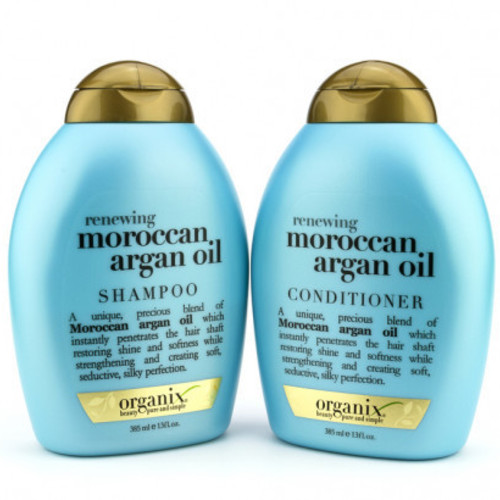 renewing
moroccan
argan oil
SHAMPOO
A unique, precious blend of
Moroccan argan oil which
instantly penetrates the hair shaft
restoring shine and softness while
strengthening and creating soft,
seductive, silky perfection.
organix
beauty pure and simple
385 ml e 13fl.oz.
renewing
moroccan
argan oil
CONDITIONER
A unique, precious blend of
Moroccan argan oil which
instantly penetrates the hair shaft
restoring shine and softness while
strengthening and creating soft,
seductive, silky perfection.
organix
beauty pure and simple
385 ml e 13fl.oz.